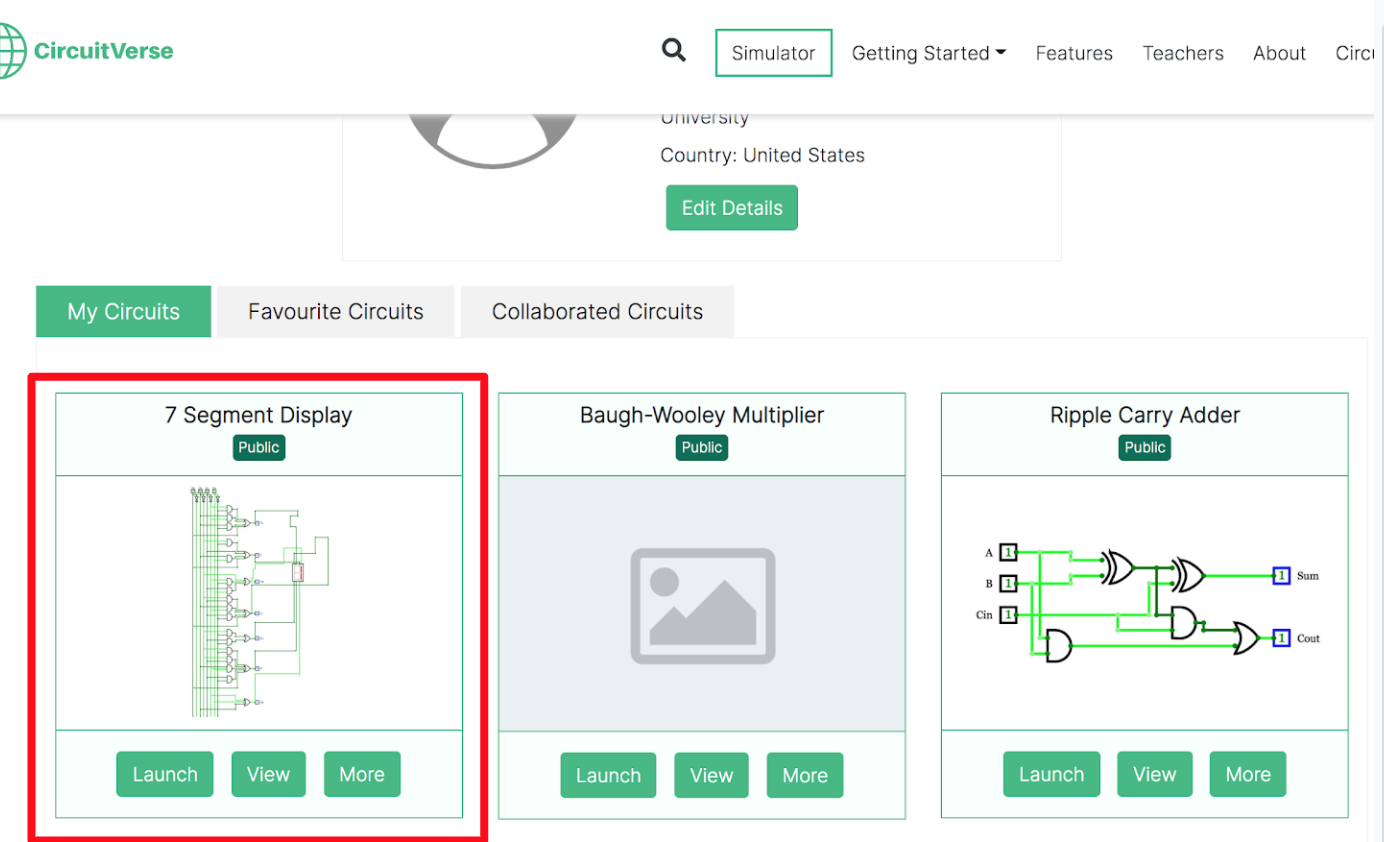 CircuitVerse
Simulator Getting Started Features Teachers About Circu
University
Country: United States
Edit Details
My Circuits Favourite Circuits Collaborated Circuits
7 Segment Display
Public
Baugh-Wooley Multiplier
Public
Ripple Carry Adder
Public
A 1
B 1
Cin 1
1 Sum
1 Cout
Launch View More
Launch View More
Launch View More